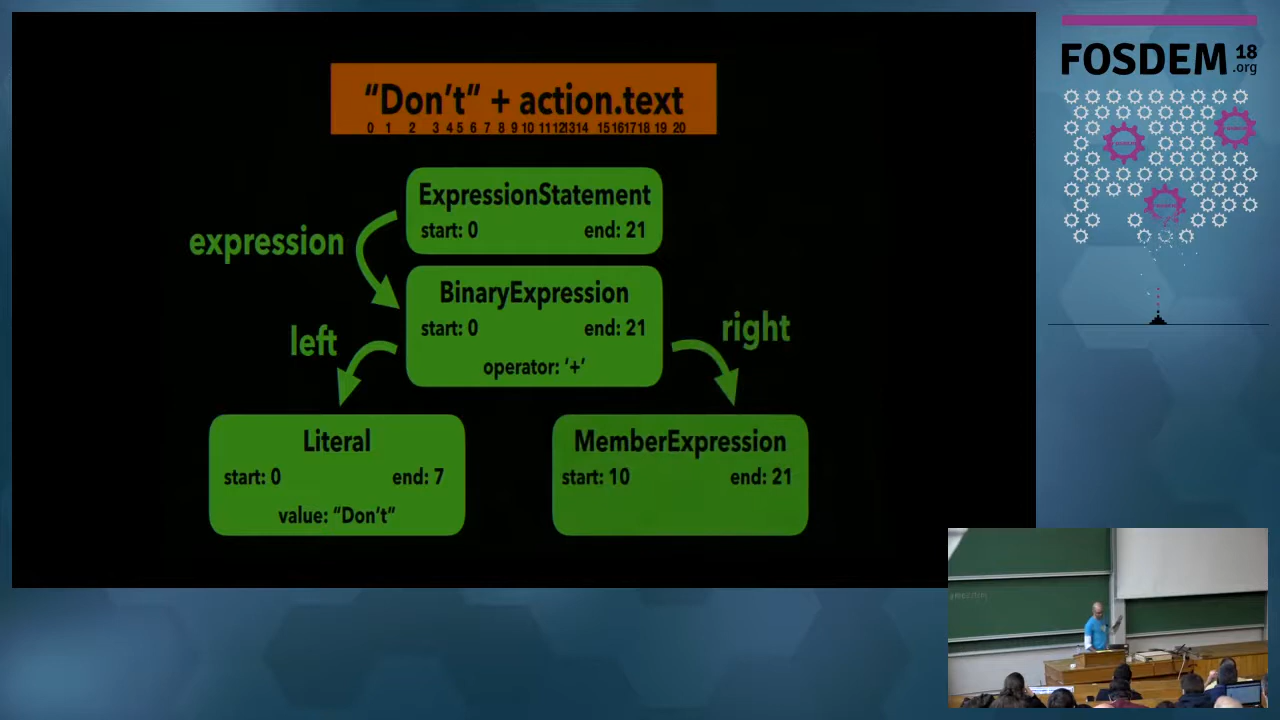 “Don’t” + action.text
0 1 2 3 4 5 6 7 8 9 10 11 12 13 14 15 16 17 18 19 20
ExpressionStatement
start: 0 end: 21
expression
BinaryExpression
start: 0 end: 21
operator: ‘+’
left
right
Literal
start: 0 end: 7
value: “Don’t”
MemberExpression
start: 10 end: 21
FOSDEM 18
.org